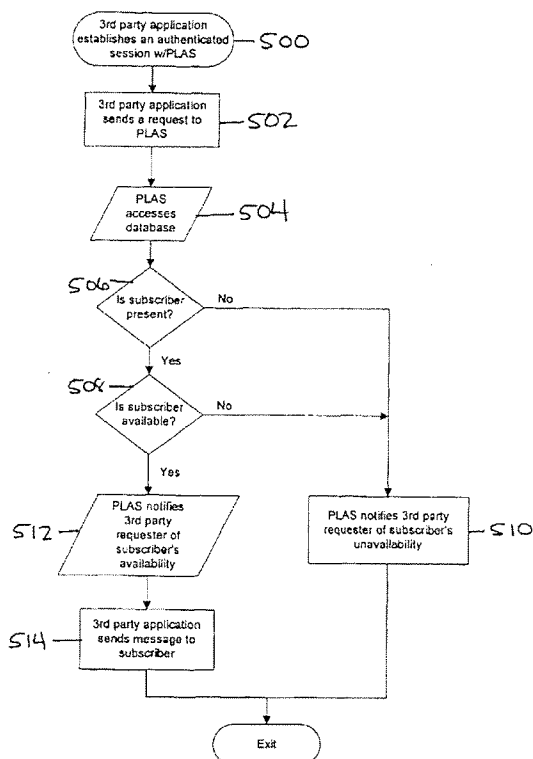 3rd party application
establishes an authenticated
session w/PLAS
500
3rd party application
sends a request to
PLAS
502
PLAS
accesses
database
504
506
Is subscriber
present?
No
Yes
508
Is subscriber
available?
No
Yes
512
PLAS notifies
3rd party
requester of
subscriber's
availability
PLAS notifies 3rd party
requester of subscriber's
unavailability
510
514
3rd party application
sends message to
subscriber
Exit